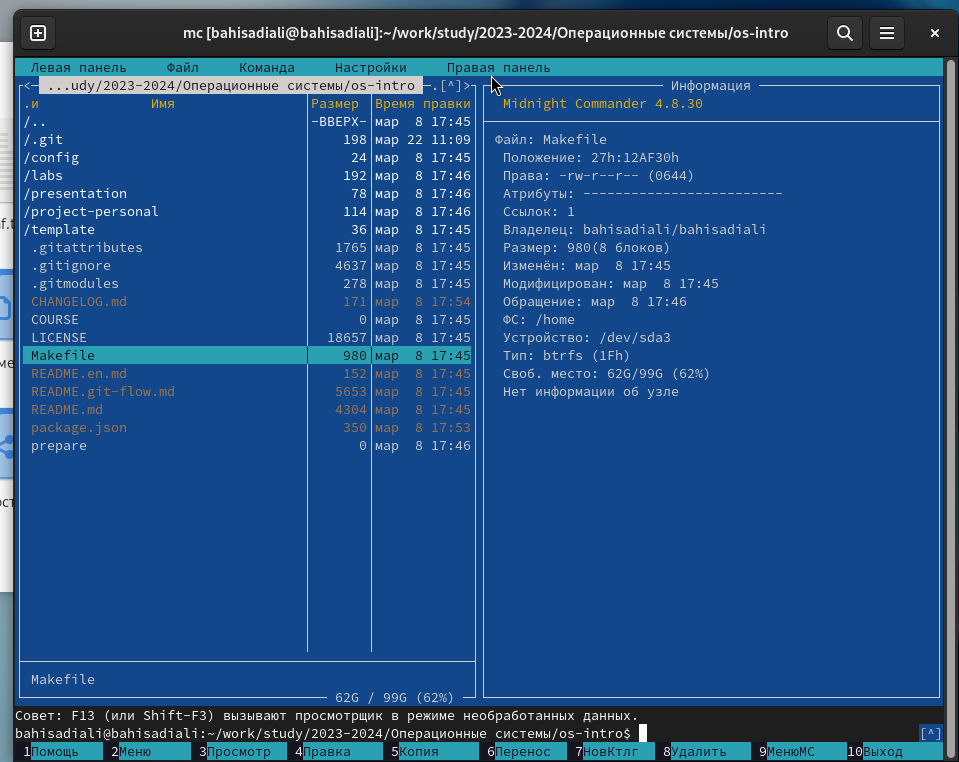 mc [bahisadiali@bahisadiali]:~/work/study/2023-2024/Операционные системы/os-intro
Левая панель Файл Команда Настройки Правая панель
<─ ...udy/2023-2024/Операционные системы/os-intro ─.[^]>
.и Имя Размер Время правки
/.. -ВВЕРХ- мар 8 17:45
/.git 198 мар 22 11:09
/config 24 мар 8 17:45
/labs 192 мар 8 17:46
/presentation 78 мар 8 17:46
/project-personal 114 мар 8 17:46
/template 36 мар 8 17:45
.gitattributes 1765 мар 8 17:45
.gitignore 4637 мар 8 17:45
.gitmodules 278 мар 8 17:45
CHANGELOG.md 171 мар 8 17:54
COURSE 0 мар 8 17:45
LICENSE 18657 мар 8 17:45
Makefile 980 мар 8 17:45
README.en.md 152 мар 8 17:45
README.git-flow.md 5653 мар 8 17:45
README.md 4304 мар 8 17:45
package.json 350 мар 8 17:53
prepare 0 мар 8 17:46
Makefile
62G / 99G (62%)
Информация
Midnight Commander 4.8.30
Файл: Makefile
Положение: 27h:12AF30h
Права: -rw-r--r-- (0644)
Атрибуты: -------------------------
Ссылок: 1
Владелец: bahisadiali/bahisadiali
Размер: 980(8 блоков)
Изменён: мар 8 17:45
Модифицирован: мар 8 17:45
Обращение: мар 8 17:46
ФС: /home
Устройство: /dev/sda3
Тип: btrfs (1Fh)
Своб. место: 62G/99G (62%)
Нет информации об узле
Совет: F13 (или Shift-F3) вызывают просмотрщик в режиме необработанных данных.
bahisadiali@bahisadiali:~/work/study/2023-2024/Операционные системы/os-intro$ [^]
1Помощь 2Меню 3Просмотр 4Правка 5Копия 6Перенос 7НовКтлг 8Удалить 9МенюMC 10Выход